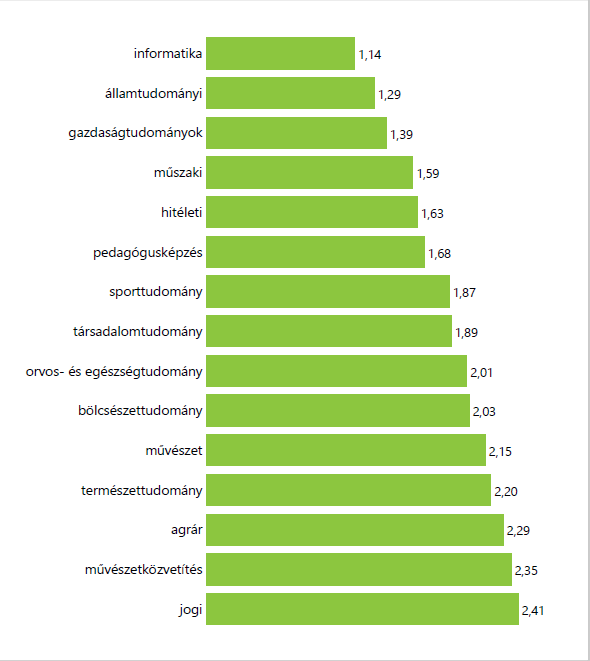 informatika 1,14
államtudományi 1,29
gazdaságtudományok 1,39
műszaki 1,59
hitéleti 1,63
pedagógusképzés 1,68
sporttudomány 1,87
társadalomtudomány 1,89
orvos- és egészségtudomány 2,01
bölcsészettudomány 2,03
művészet 2,15
természettudomány 2,20
agrár 2,29
művészetközvetítés 2,35
jogi 2,41